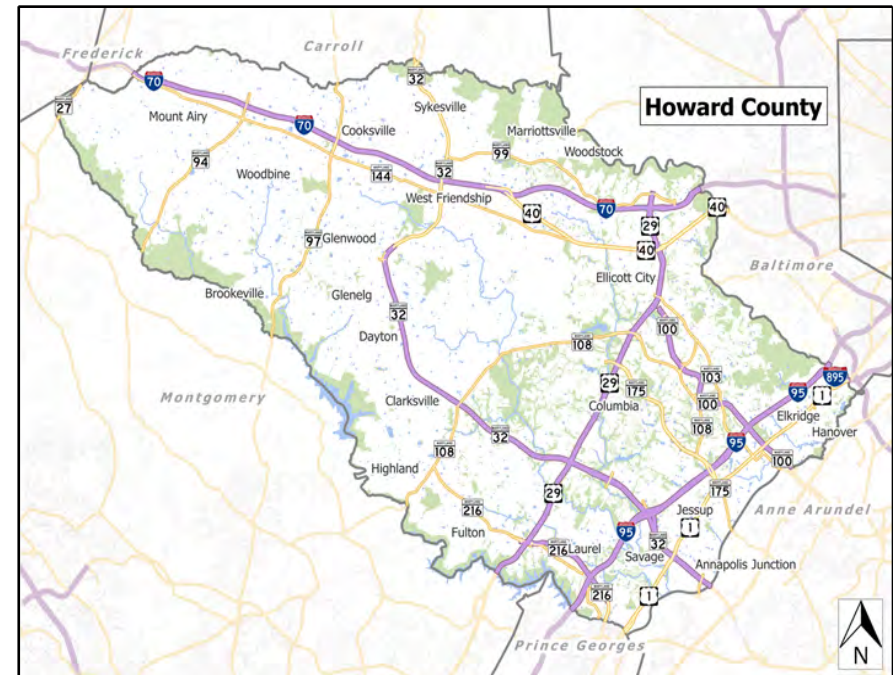 Carroll
Frederick
70
32
27
Mount Airy
Sykesville
Howard County
70
Cooksville
Marriottsville
94
99
Woodstock
Woodbine
144
32
West Friendship
40
70
29
40
97
Glenwood
40
Ellicott City
Baltimore
Brookeville
Glenelg
32
Dayton
100
108
103
895
Montgomery
29
175
95
1
Clarksville
Columbia
100
Elkridge
108
Hanover
32
95
108
100
Highland
29
175
216
Jessup
Anne Arundel
Fulton
95
1
216
Laurel
32
Savage
Annapolis Junction
216
1
Prince Georges
N